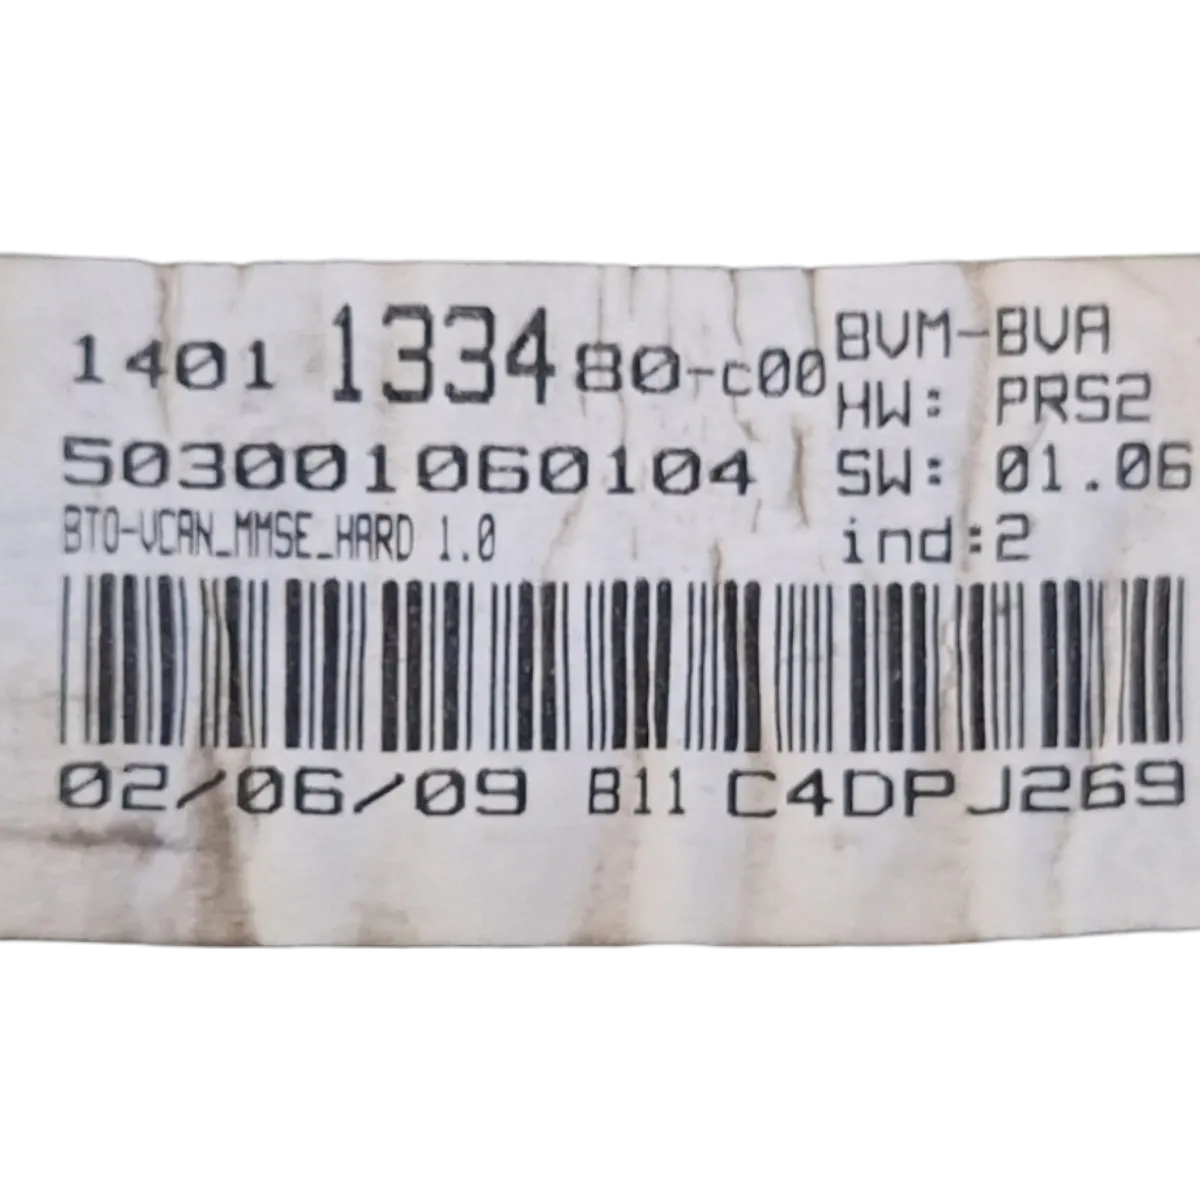 1401 133480-c00 BVM-BVA
HW: PRS2
503001060104 SW: 01.06
BTO-VCAN_MMSE_HARD 1.0 ind:2
02/06/09 B11 C4DPJ269